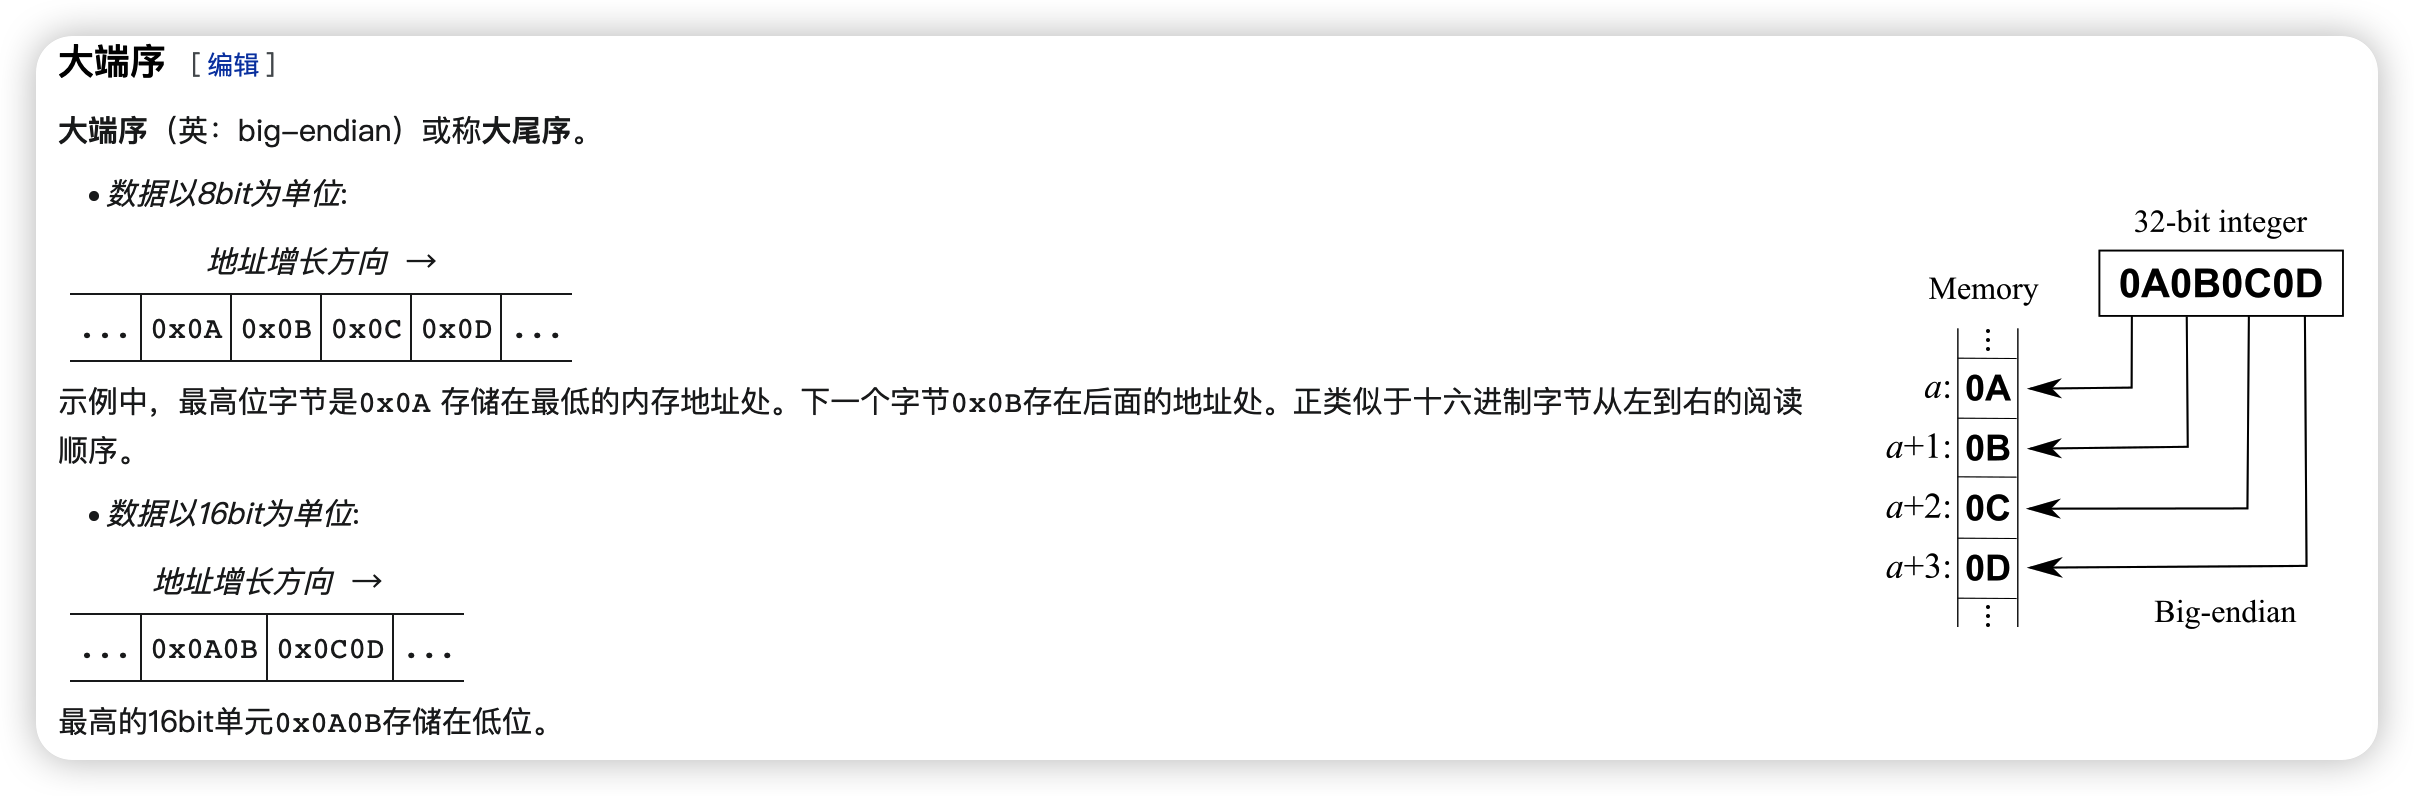 大端序 [编辑]
大端序（英：big-endian）或称大尾序。
• 数据以8bit为单位:
地址增长方向 →
... 0x0A 0x0B 0x0C 0x0D ...
示例中，最高位字节是0x0A 存储在最低的内存地址处。下一个字节0x0B存在后面的地址处。正类似于十六进制字节从左到右的阅读
顺序。
• 数据以16bit为单位:
地址增长方向 →
... 0x0A0B 0x0C0D ...
最高的16bit单元0x0A0B存储在低位。
32-bit integer
0A0B0C0D
Memory
⋮
a: 0A
a+1: 0B
a+2: 0C
a+3: 0D
⋮
Big-endian